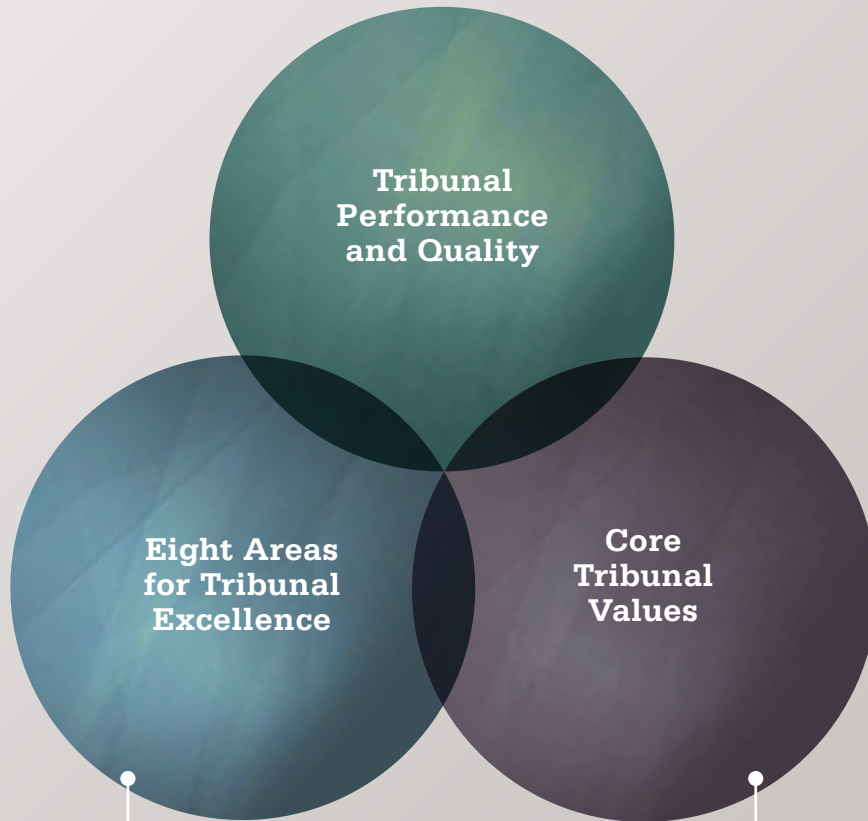 Tribunal
Performance
and Quality
Eight Areas
for Tribunal
Excellence
Core
Tribunal
Values